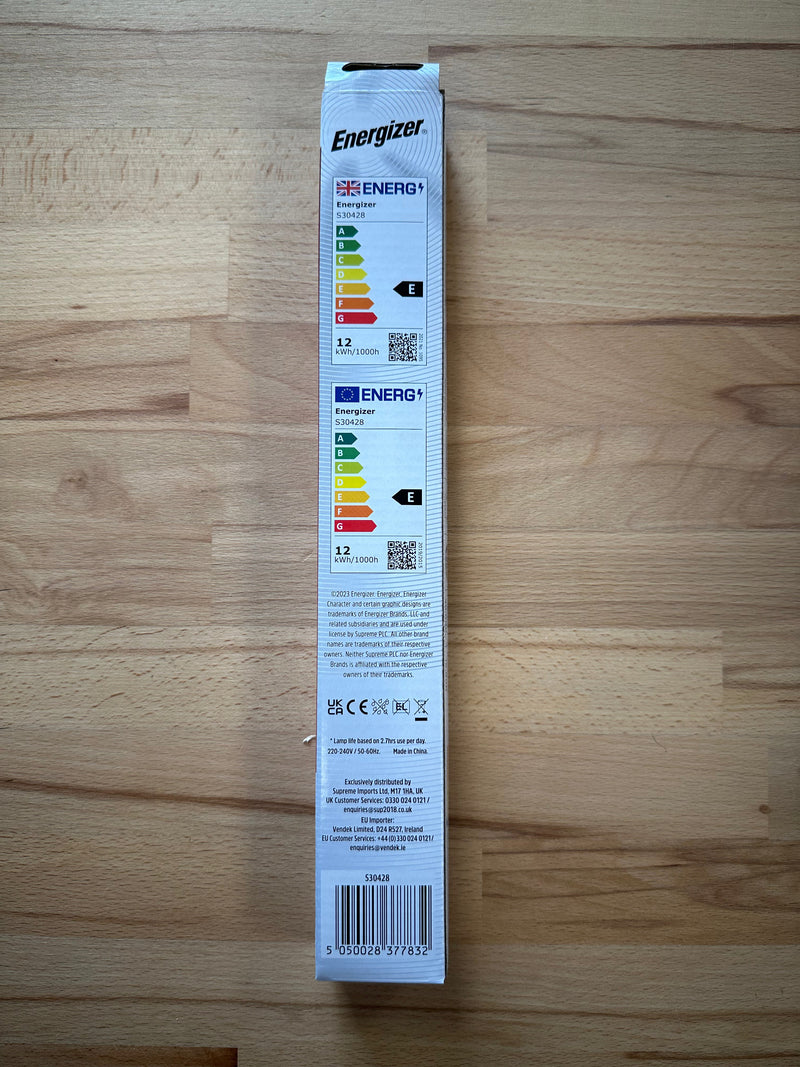 Energizer®
ENERG
Energizer
S30428
A
B
C
D
E
E
F
G
12
kWh/1000h
ENERG
Energizer
S30428
A
B
C
D
E
E
F
G
12
kWh/1000h
2019/2015
©2023 Energizer. Energizer, Energizer
Character and certain graphic designs are
trademarks of Energizer Brands, LLC and
related subsidiaries and are used under
license by Supreme PLC. All other brand
names are trademarks of their respective
owners. Neither Supreme PLC nor Energizer
Brands is affiliated with the respective
owners of their trademarks.
UK
CA CE EL
* Lamp life based on 2.7hrs use per day.
220-240V / 50-60Hz. Made in China.
Exclusively distributed by
Supreme Imports Ltd, M17 1HA, UK
UK Customer Services: 0330 024 0121 /
enquiries@sup2018.co.uk
EU Importer:
Vendek Limited, D24 R527, Ireland
EU Customer Services: +44 (0) 330 024 0121/
enquiries@vendek.ie
S30428
5 050028 377832